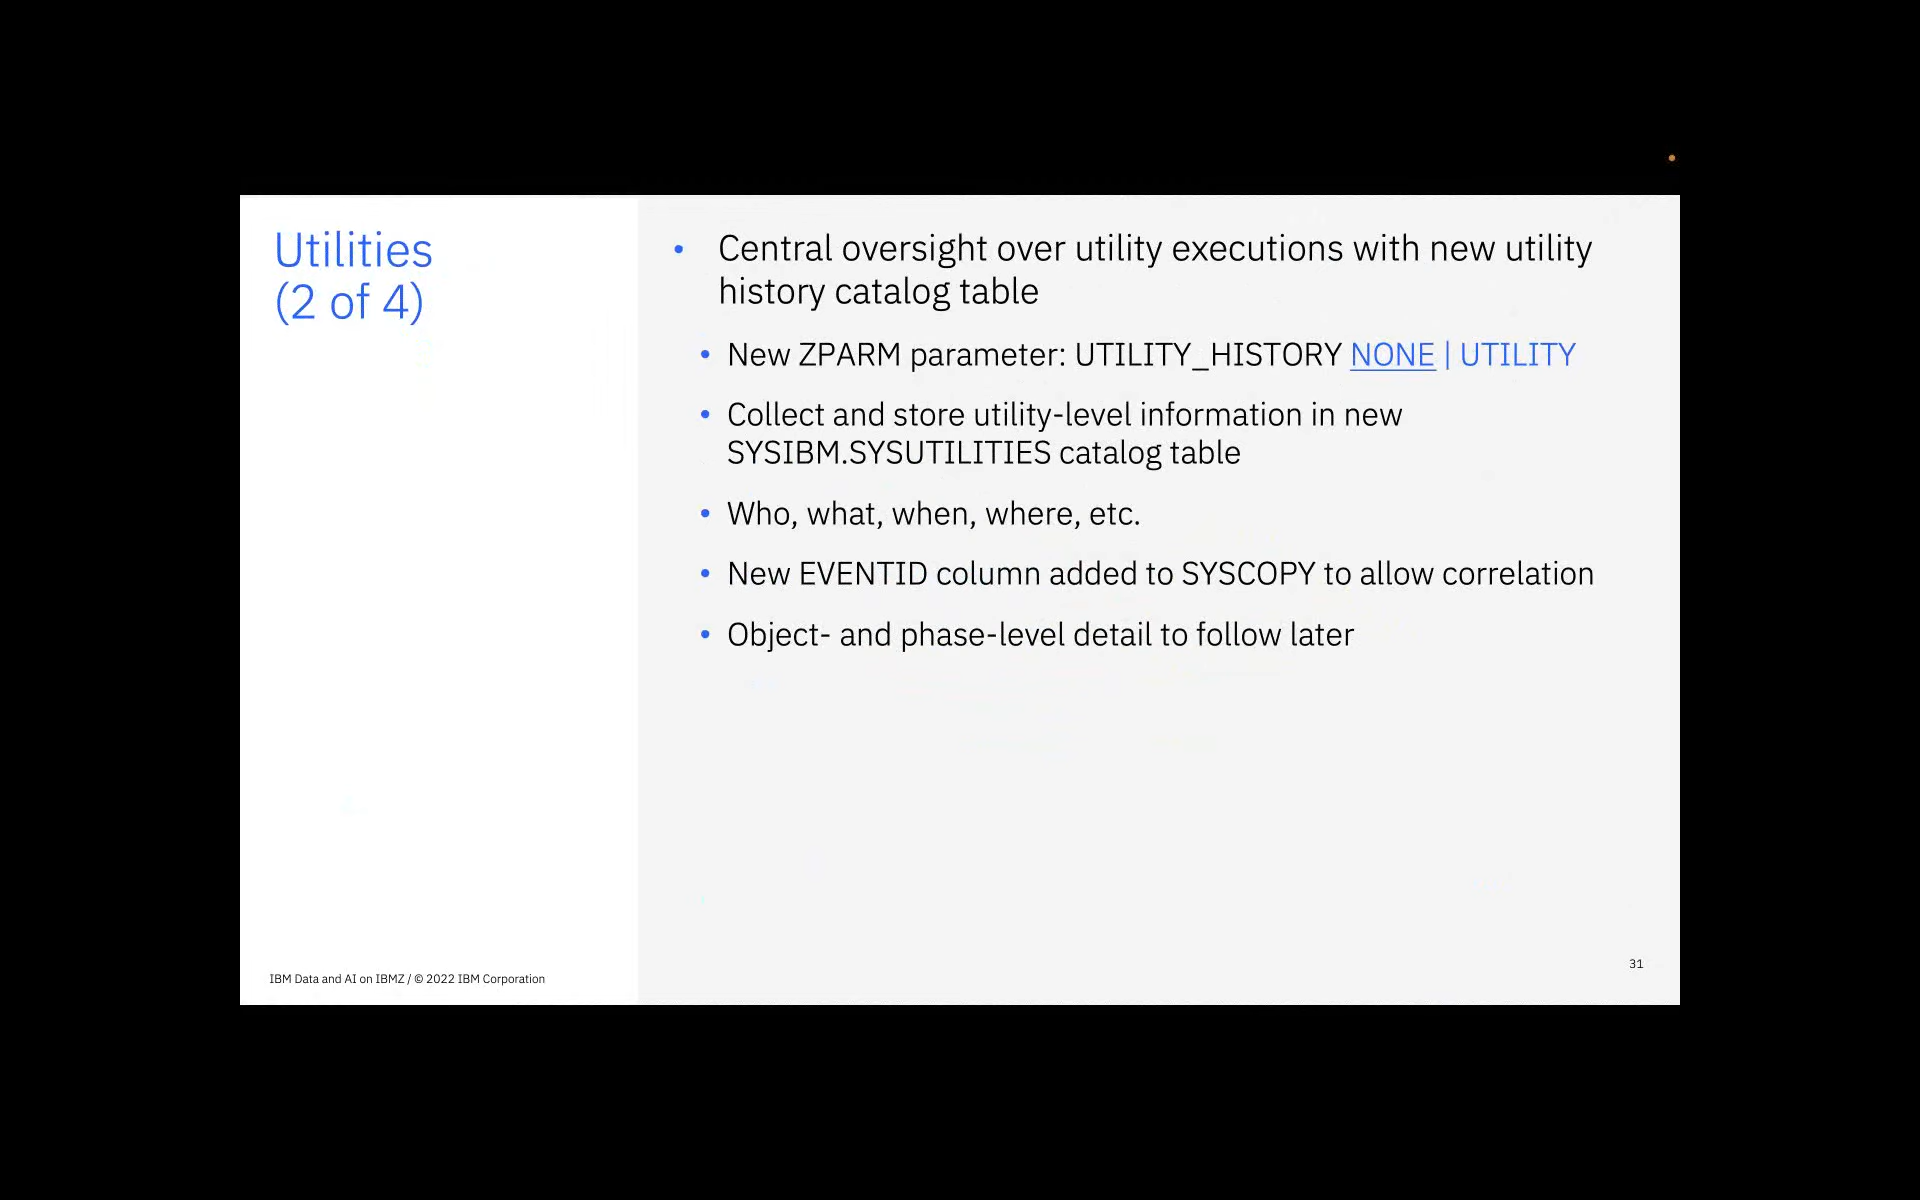 Utilities
(2 of 4)
• Central oversight over utility executions with new utility
history catalog table
• New ZPARM parameter: UTILITY_HISTORY NONE | UTILITY
• Collect and store utility-level information in new
SYSIBM.SYSUTILITIES catalog table
• Who, what, when, where, etc.
• New EVENTID column added to SYSCOPY to allow correlation
• Object- and phase-level detail to follow later
IBM Data and AI on IBMZ / © 2022 IBM Corporation
31